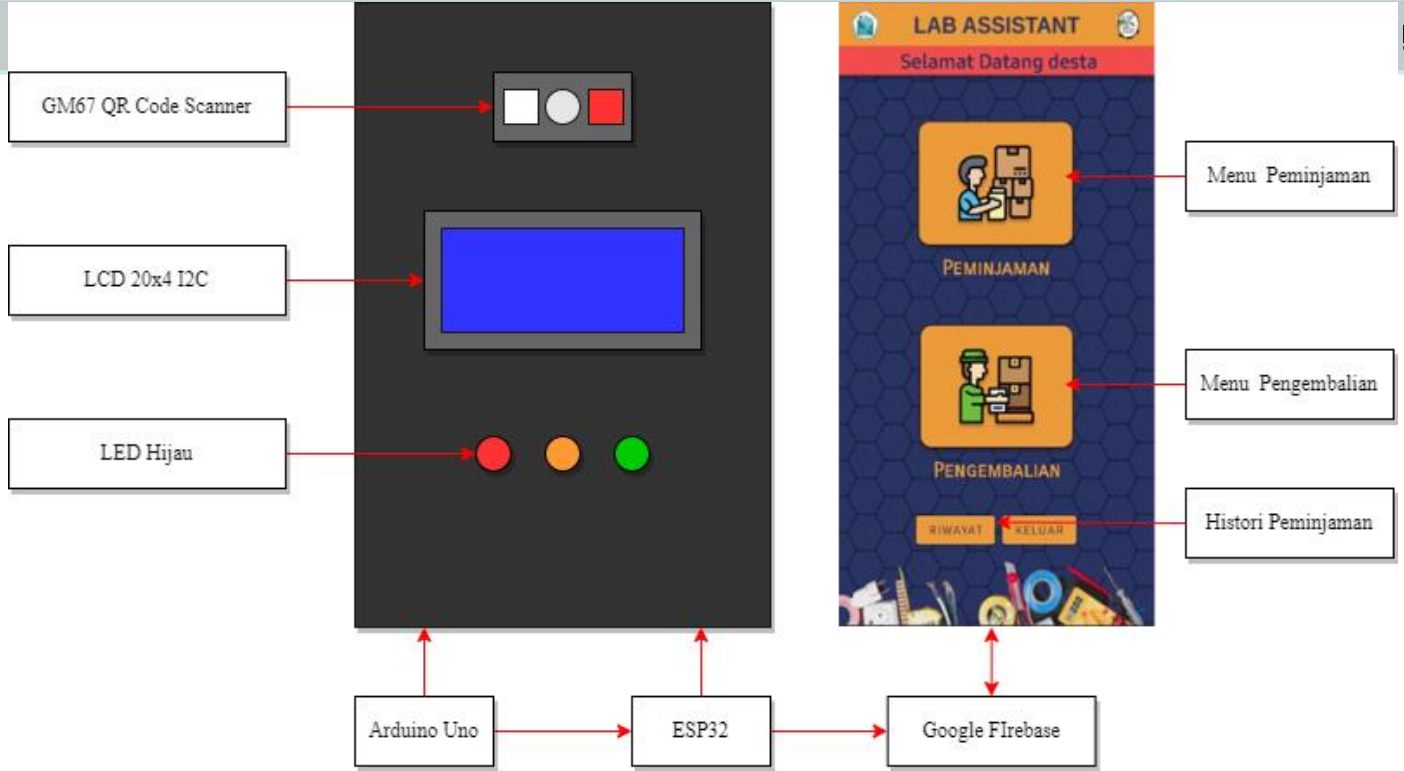 GM67 QR Code Scanner
LCD 20x4 I2C
LED Hijau
LAB ASSISTANT
Selamat Datang desta
PEMINJAMAN
PENGEMBALIAN
RIWAYAT
KELUAR
Menu Peminjaman
Menu Pengembalian
Histori Peminjaman
Arduino Uno
ESP32
Google FIrebase